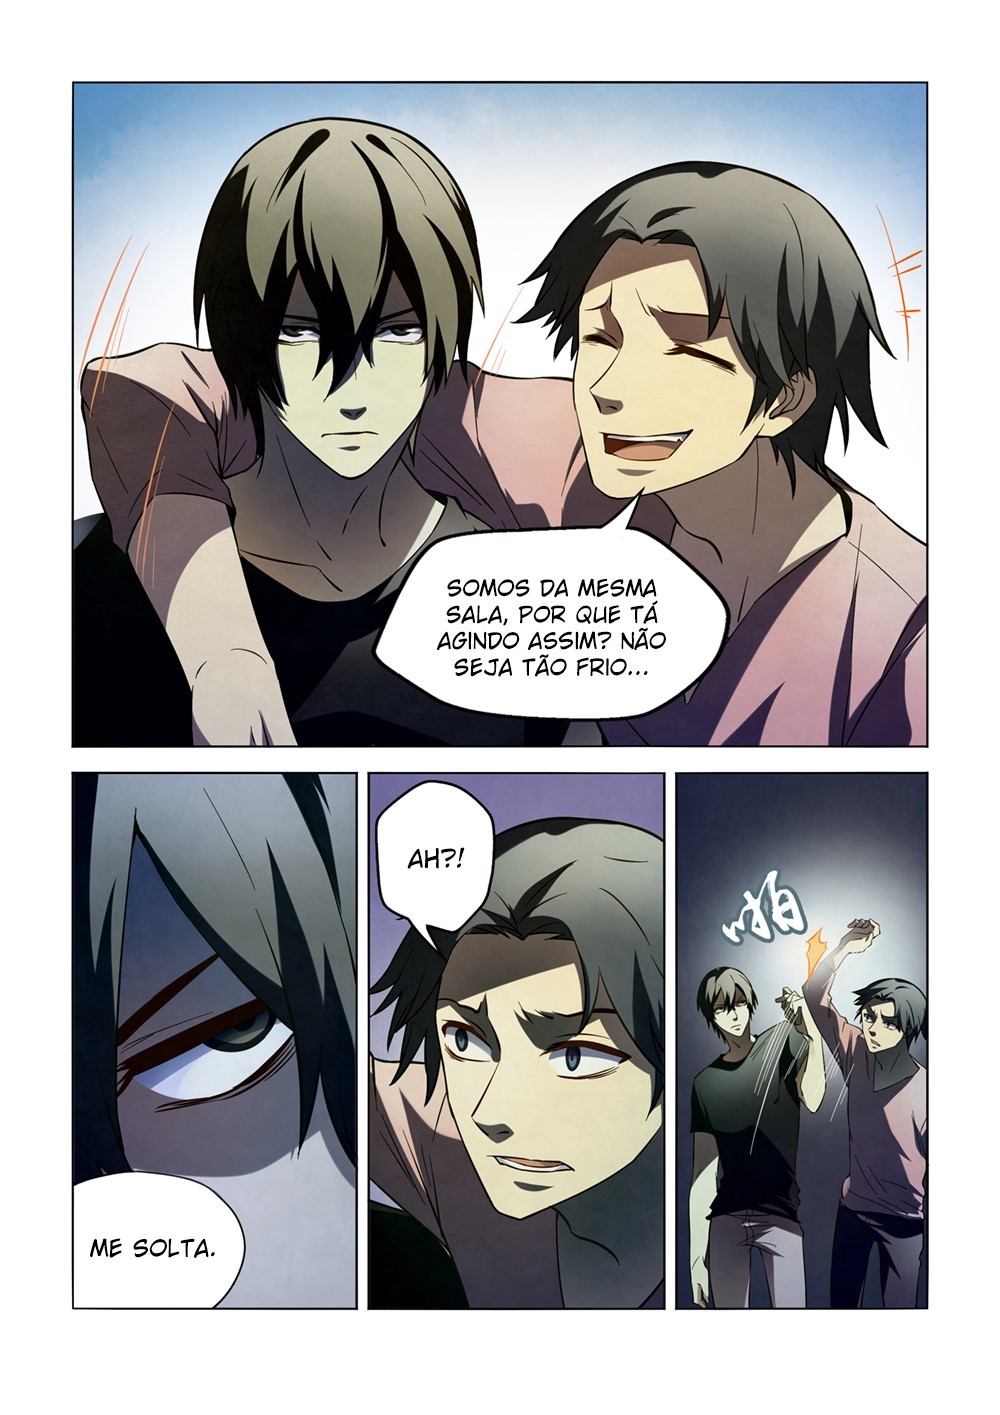 SOMOS DA MESMA
SALA, POR QUE TÁ
AGINDO ASSIM? NÃO
SEJA TÃO FRIO...
ME SOLTA.
AH?!
啪